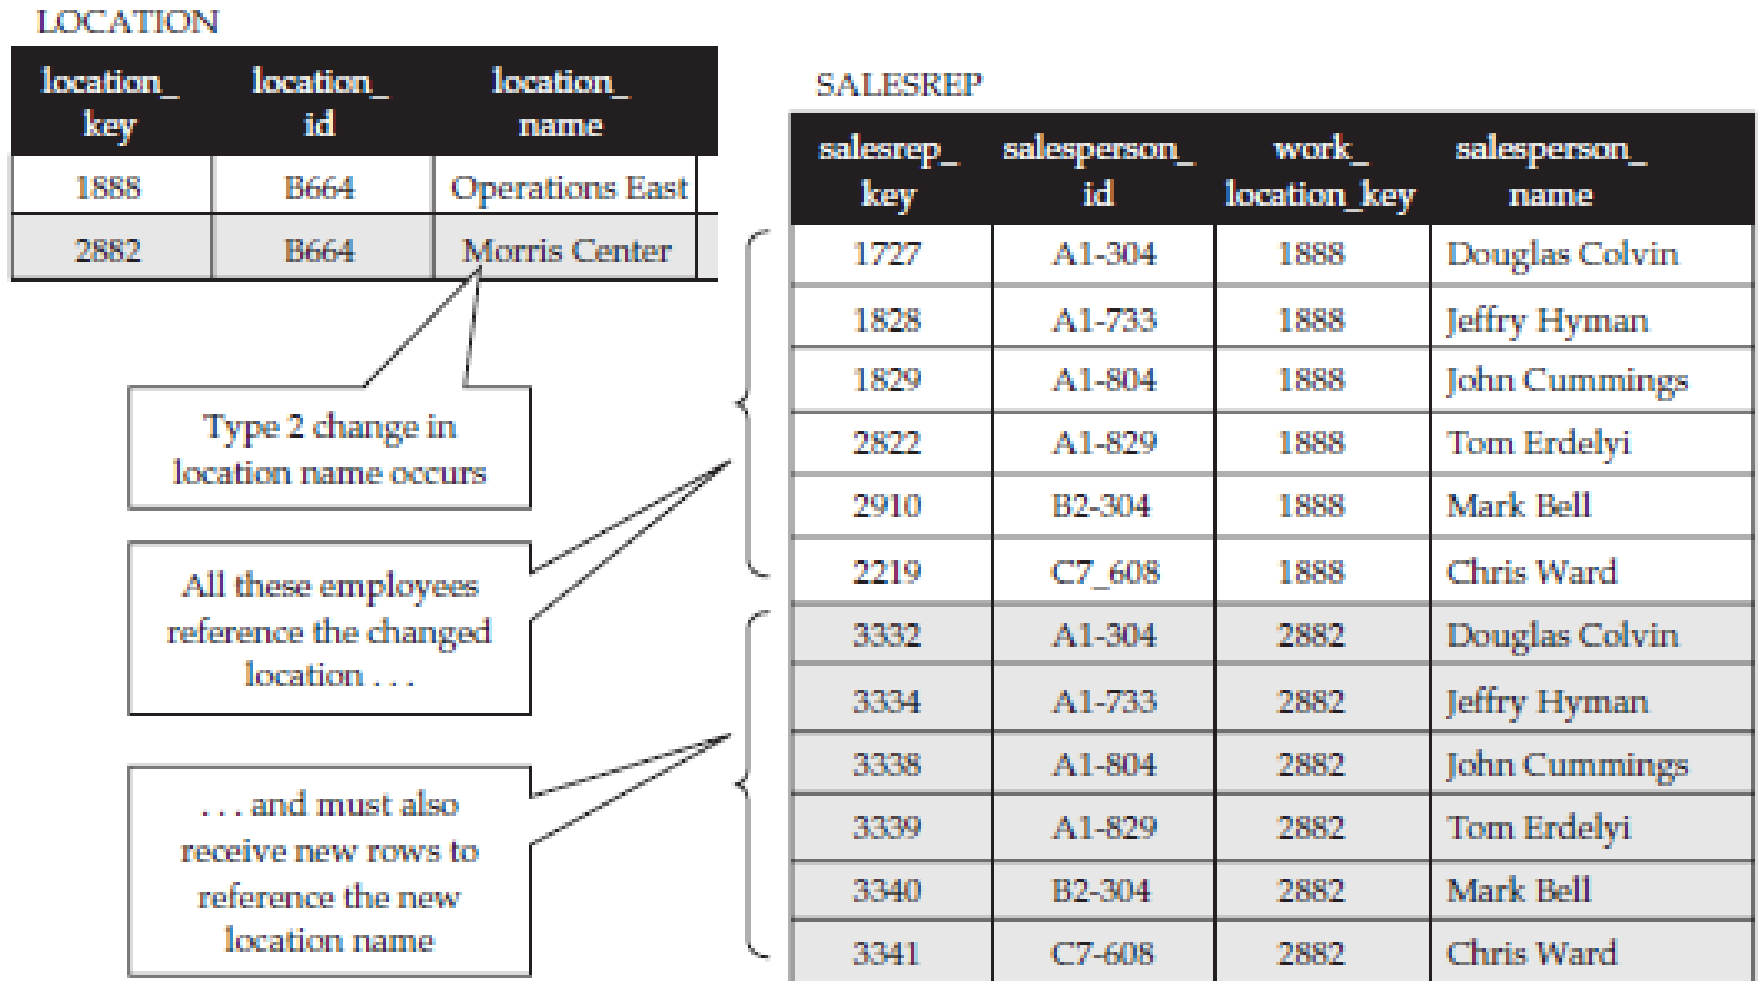 LOCATION
location_ key location_ id location_ name
1888 B664 Operations East
2882 B664 Morris Center
Type 2 change in
location name occurs
All these employees
reference the changed
location . . .
. . . and must also
receive new rows to
reference the new
location name
SALESREP
salesrep_ key salesperson_ id work_ location_key salesperson_ name
1727 A1-304 1888 Douglas Colvin
1828 A1-733 1888 Jeffry Hyman
1829 A1-804 1888 John Cummings
2822 A1-829 1888 Tom Erdelyi
2910 B2-304 1888 Mark Bell
2219 C7_608 1888 Chris Ward
3332 A1-304 2882 Douglas Colvin
3334 A1-733 2882 Jeffry Hyman
3338 A1-804 2882 John Cummings
3339 A1-829 2882 Tom Erdelyi
3340 B2-304 2882 Mark Bell
3341 C7-608 2882 Chris Ward